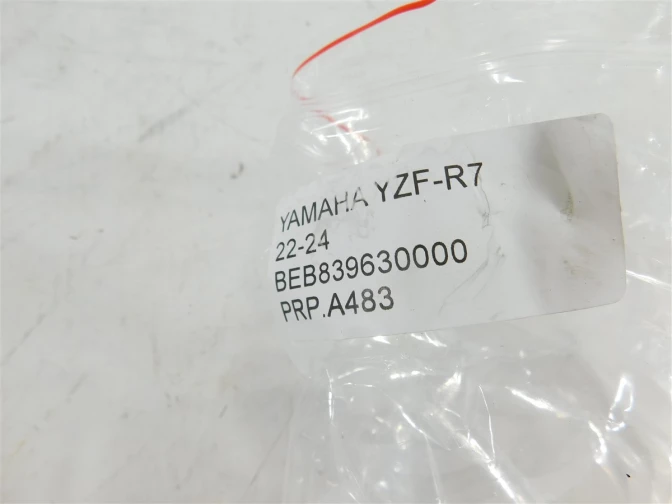 YAMAHA YZF-R7
22-24
BEB839630000
PRP.A483